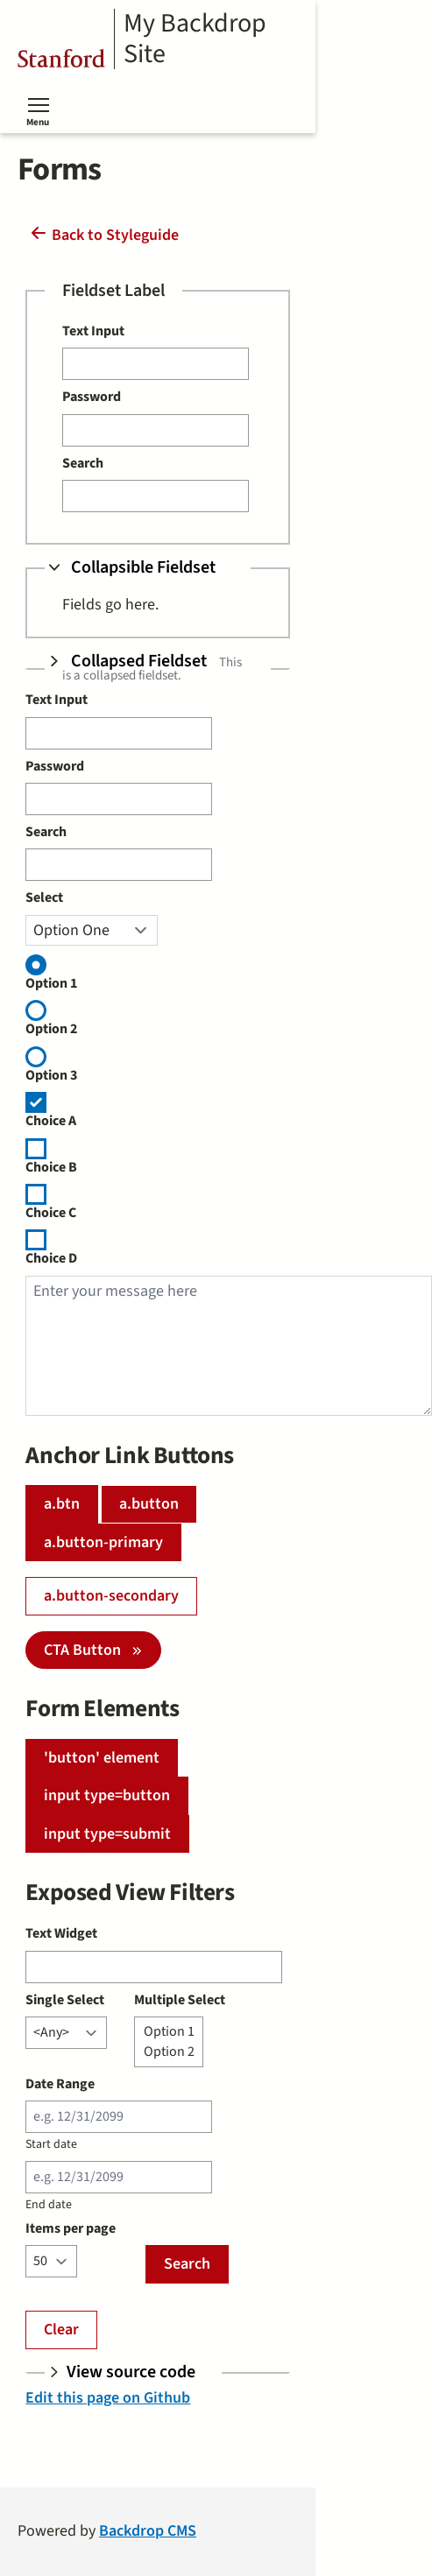 My Backdrop
Stanford
Site
Menu
Forms
Back to Styleguide
Fieldset Label
Text Input
Password
Search
Collapsible Fieldset
Fields go here.
Collapsed Fieldset This
is a collapsed fieldset.
Text Input
Password
Search
Select
Option One
Option 1
Option 2
Option 3
Choice A
Choice B
Choice C
Choice D
Enter your message here
Anchor Link Buttons
a.btn a.button
a.button-primary
a.button-secondary
CTA Button »
Form Elements
'button' element
input type=button
input type=submit
Exposed View Filters
Text Widget
Single Select Multiple Select
<Any> Option 1
Option 2
Date Range
e.g. 12/31/2099
Start date
e.g. 12/31/2099
End date
Items per page
50 Search
Clear
View source code
Edit this page on Github
Powered by Backdrop CMS